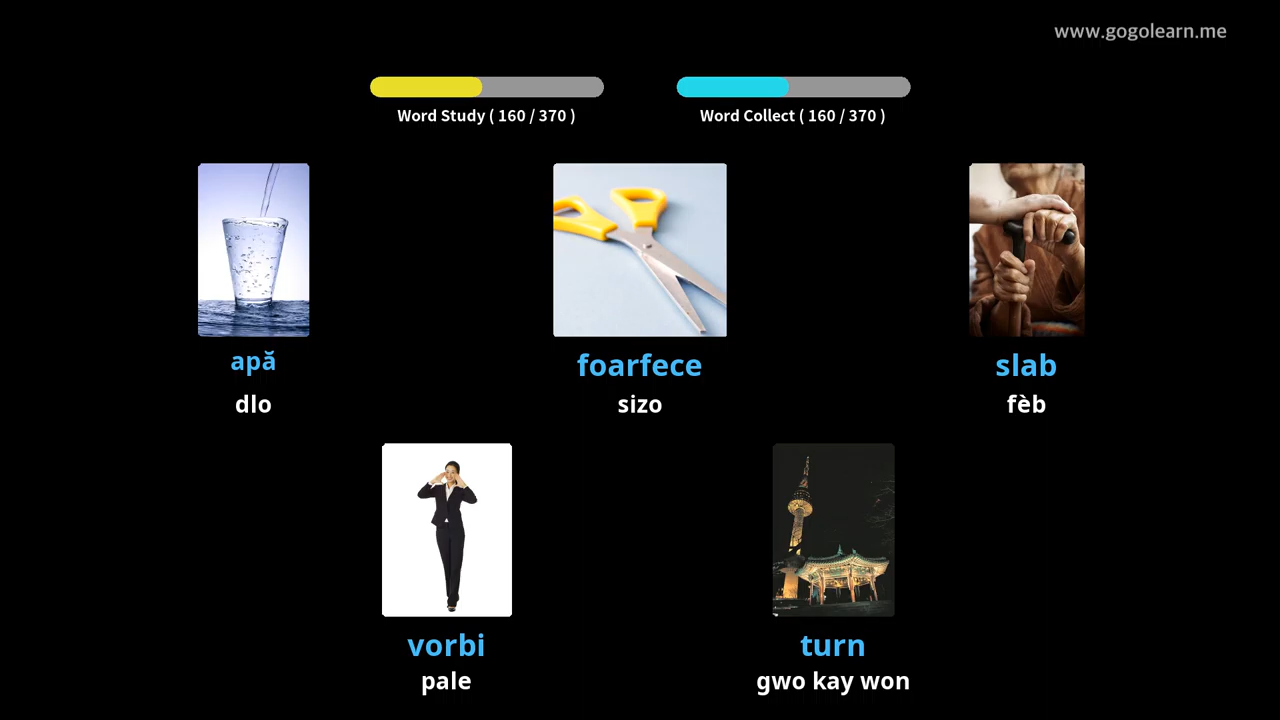 www.gogolearn.me
Word Study ( 160 / 370 )
Word Collect ( 160 / 370 )
apă
dlo
foarfece
sizo
slab
fèb
vorbi
pale
turn
gwo kay won